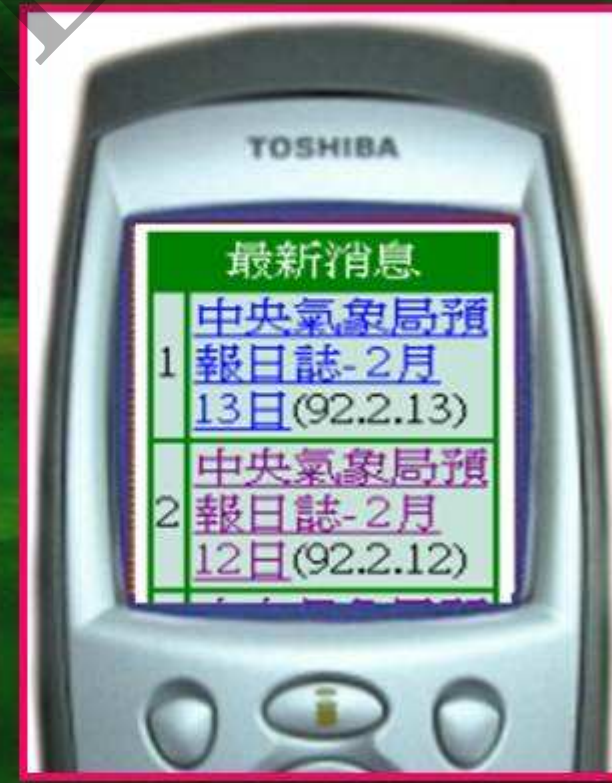 TOSHIBA
最新消息
1
中央氣象局預
報日誌-2月
13日(92.2.13)
2
中央氣象局預
報日誌-2月
12日(92.2.12)